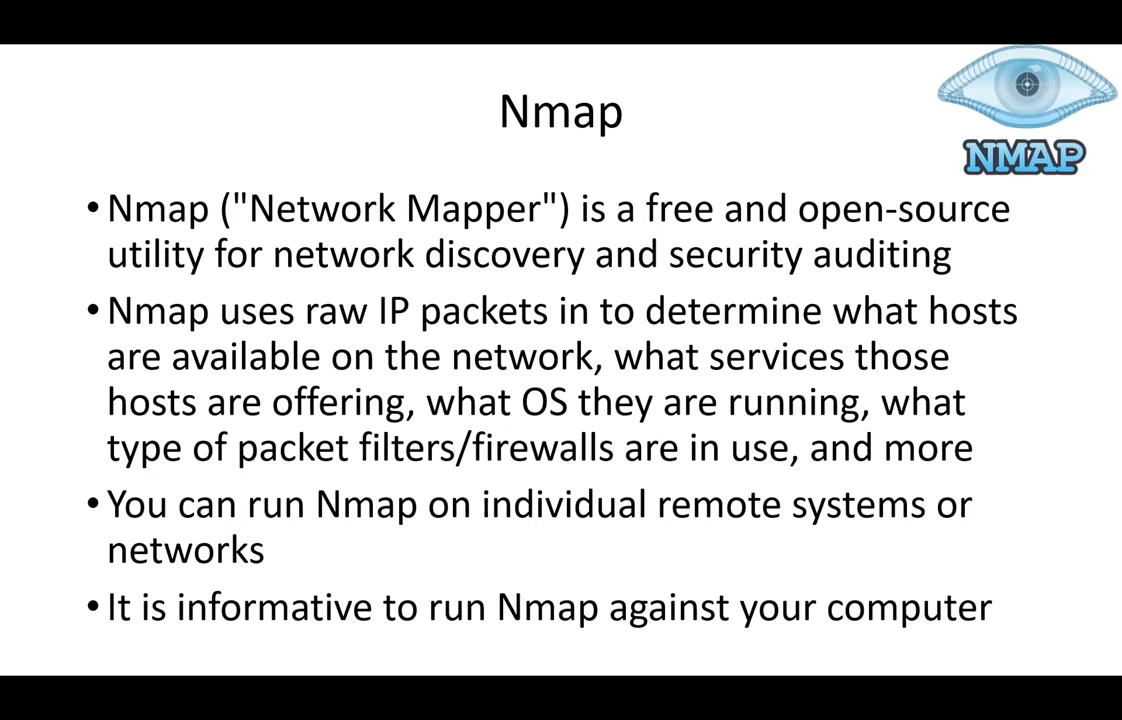 NMAP
Nmap
• Nmap ("Network Mapper") is a free and open-source
utility for network discovery and security auditing
• Nmap uses raw IP packets in to determine what hosts
are available on the network, what services those
hosts are offering, what OS they are running, what
type of packet filters/firewalls are in use, and more
• You can run Nmap on individual remote systems or
networks
• It is informative to run Nmap against your computer